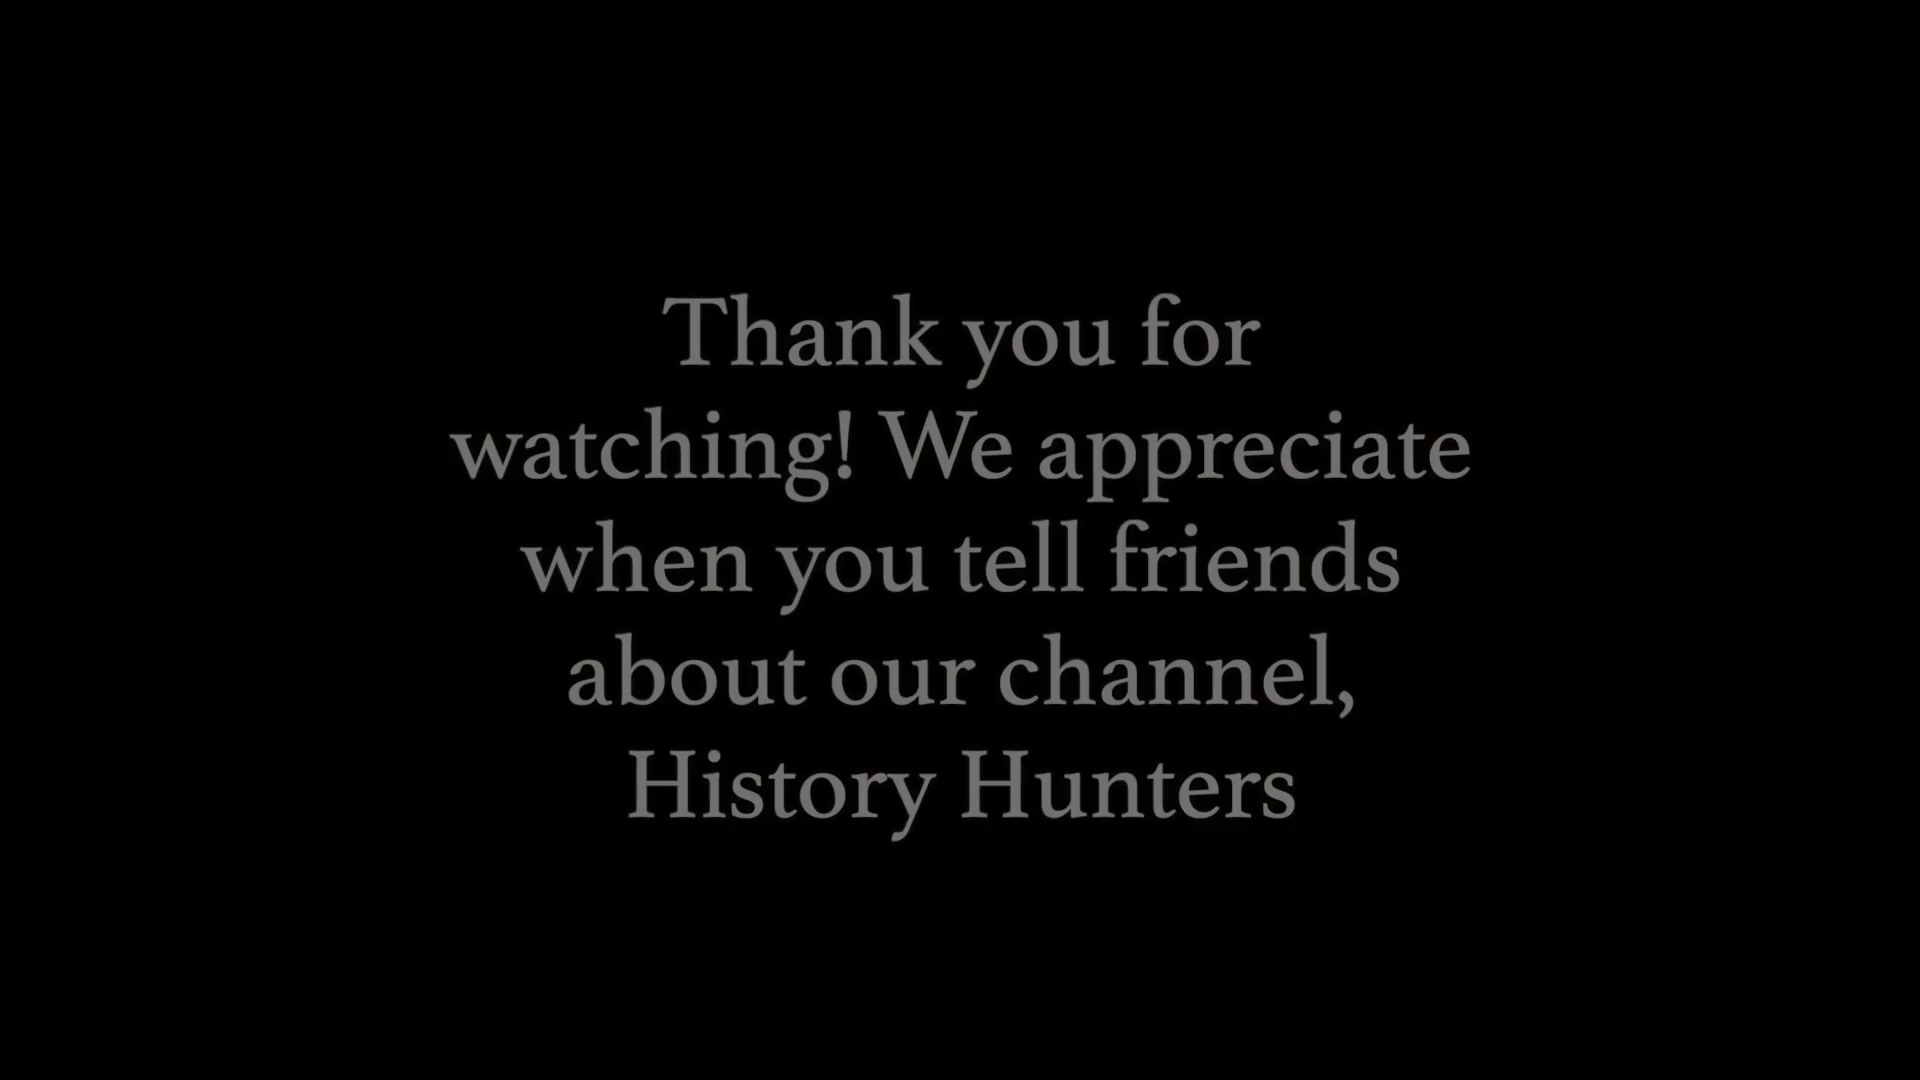 Thank you for
watching! We appreciate
when you tell friends
about our channel,
History Hunters